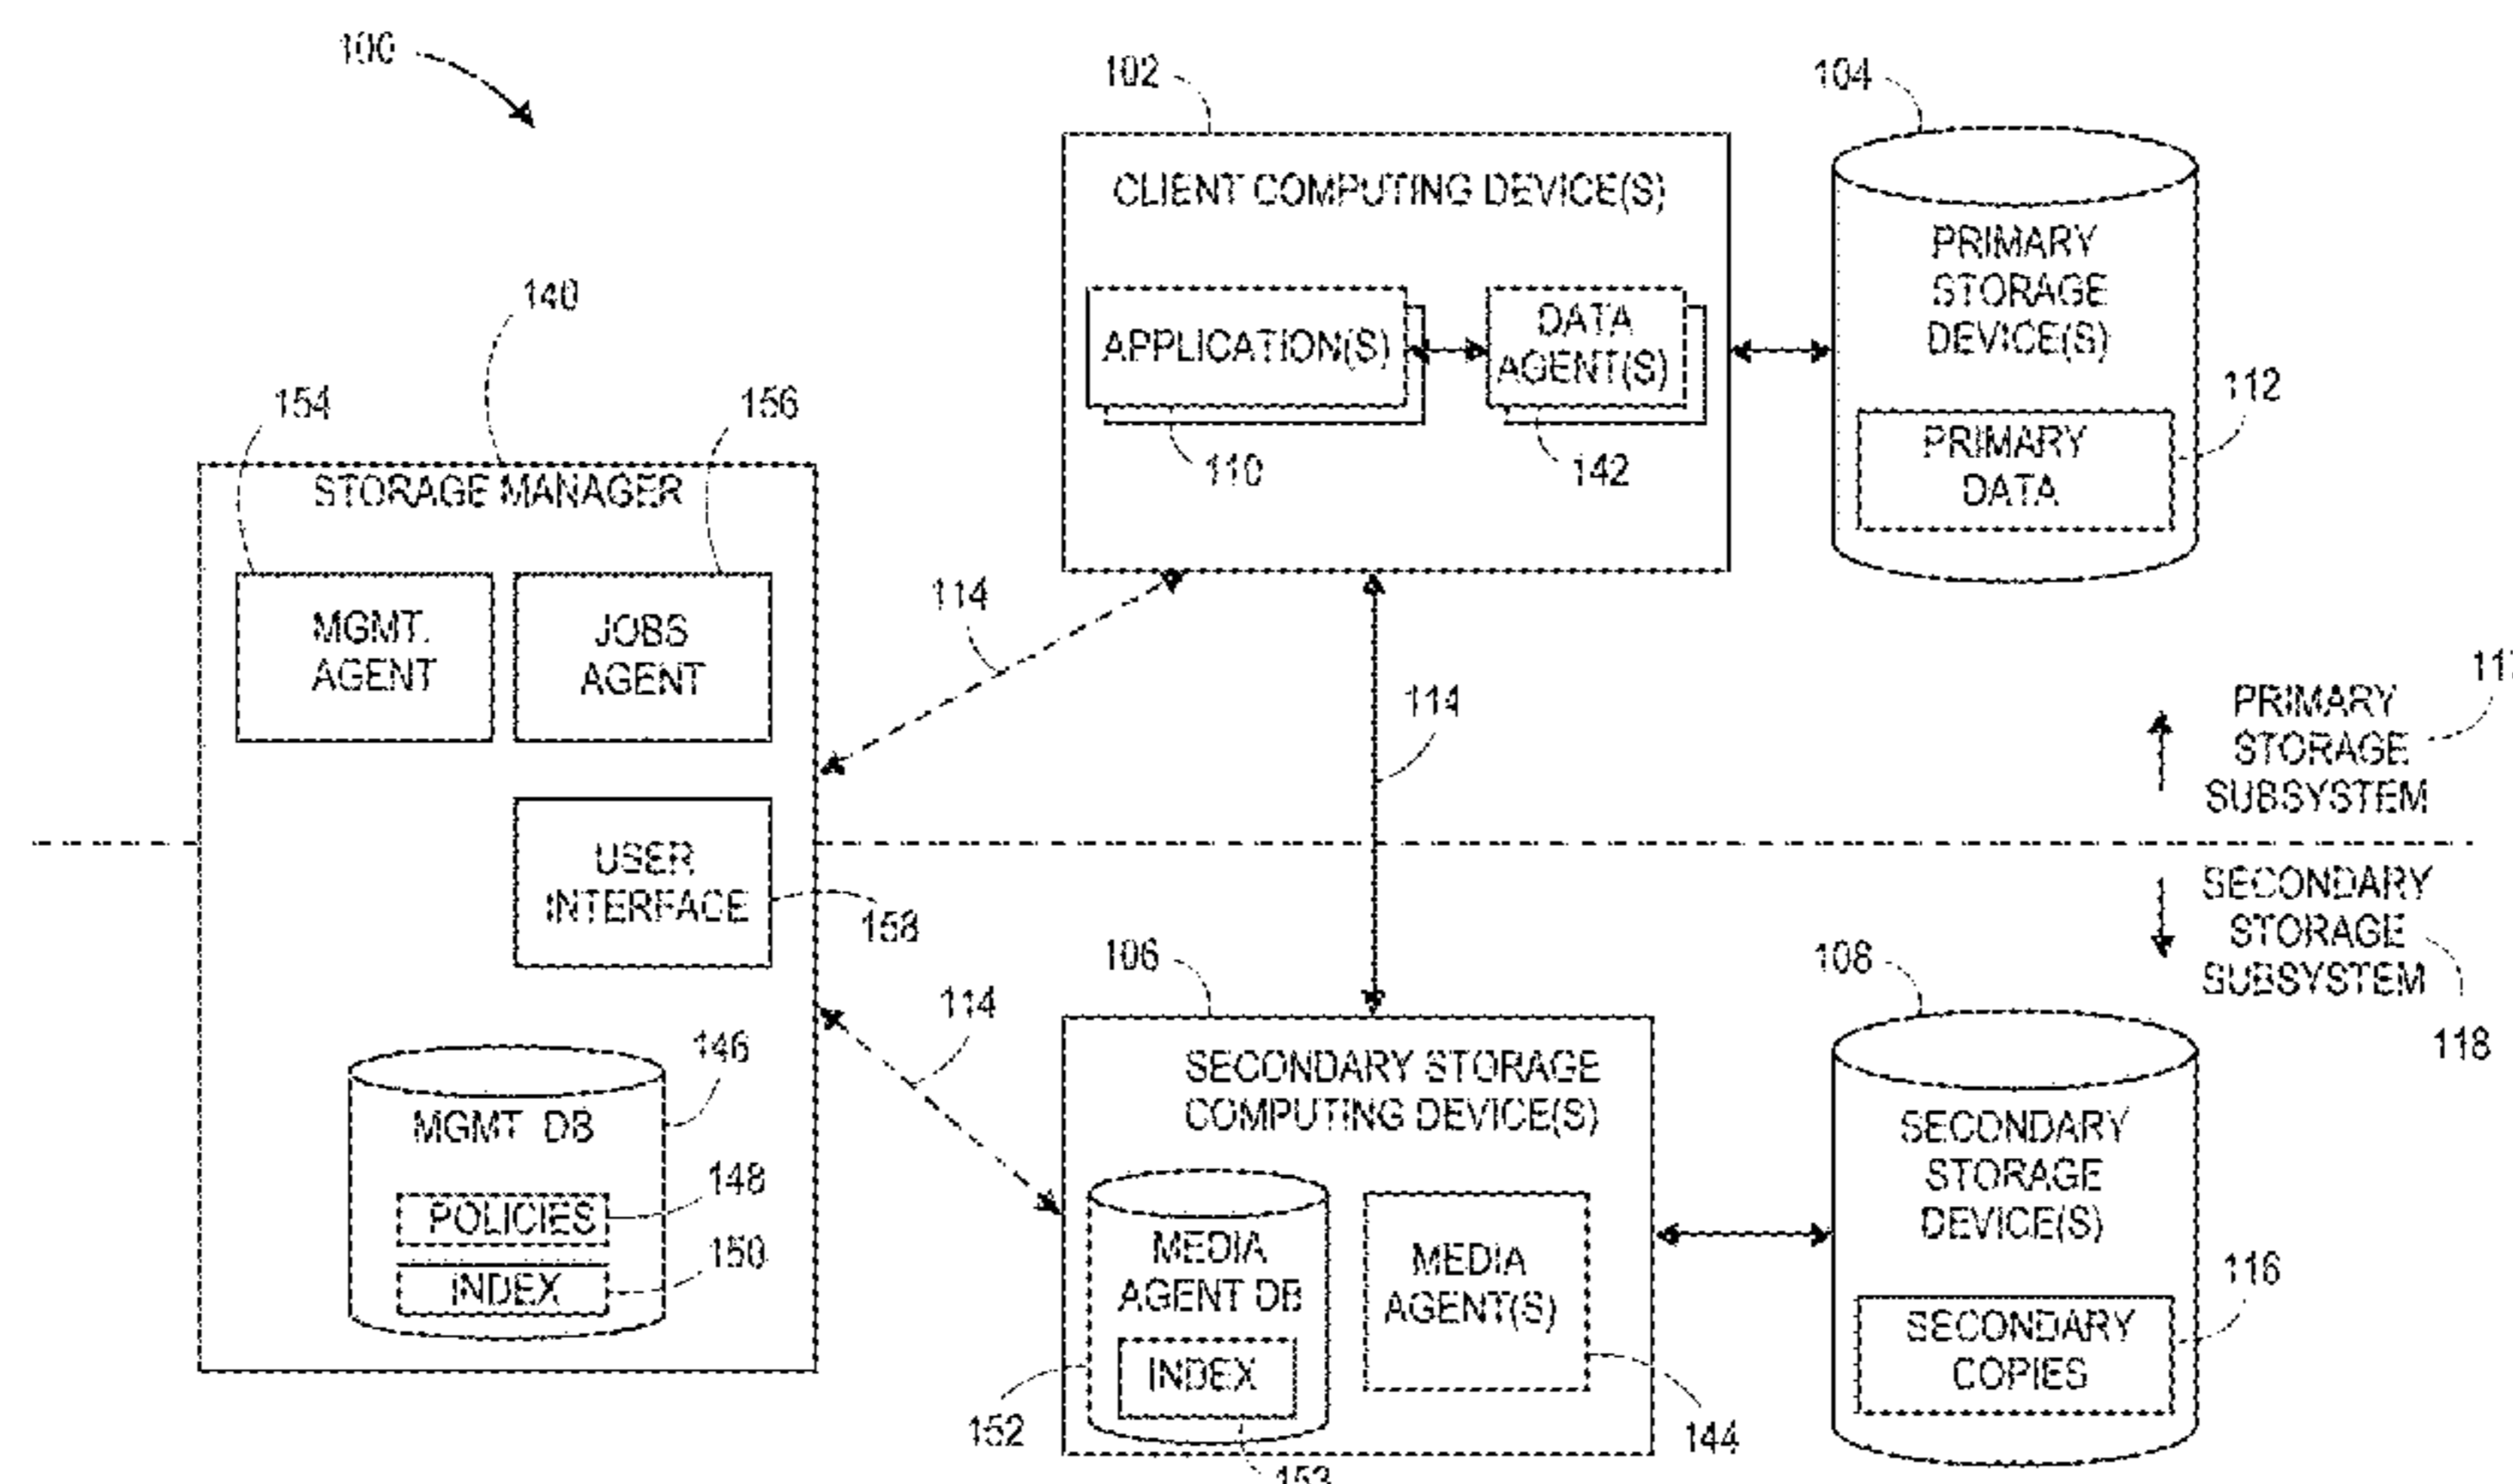 100
102
104
CLIENT COMPUTING DEVICE(S)
APPLICATION(S)
DATA
AGENT(S)
110
142
PRIMARY
STORAGE
DEVICE(S)
112
PRIMARY
DATA
140
154
156
STORAGE MANAGER
MGMT.
AGENT
JOBS
AGENT
114
114
PRIMARY
STORAGE
SUBSYSTEM
USER
INTERFACE
158
SECONDARY
STORAGE
SUBSYSTEM
118
114
106
108
146
MGMT DB
148
POLICIES
150
INDEX
SECONDARY STORAGE
COMPUTING DEVICE(S)
MEDIA
AGENT DB
INDEX
MEDIA
AGENT(S)
152
153
144
SECONDARY
STORAGE
DEVICE(S)
116
SECONDARY
COPIES